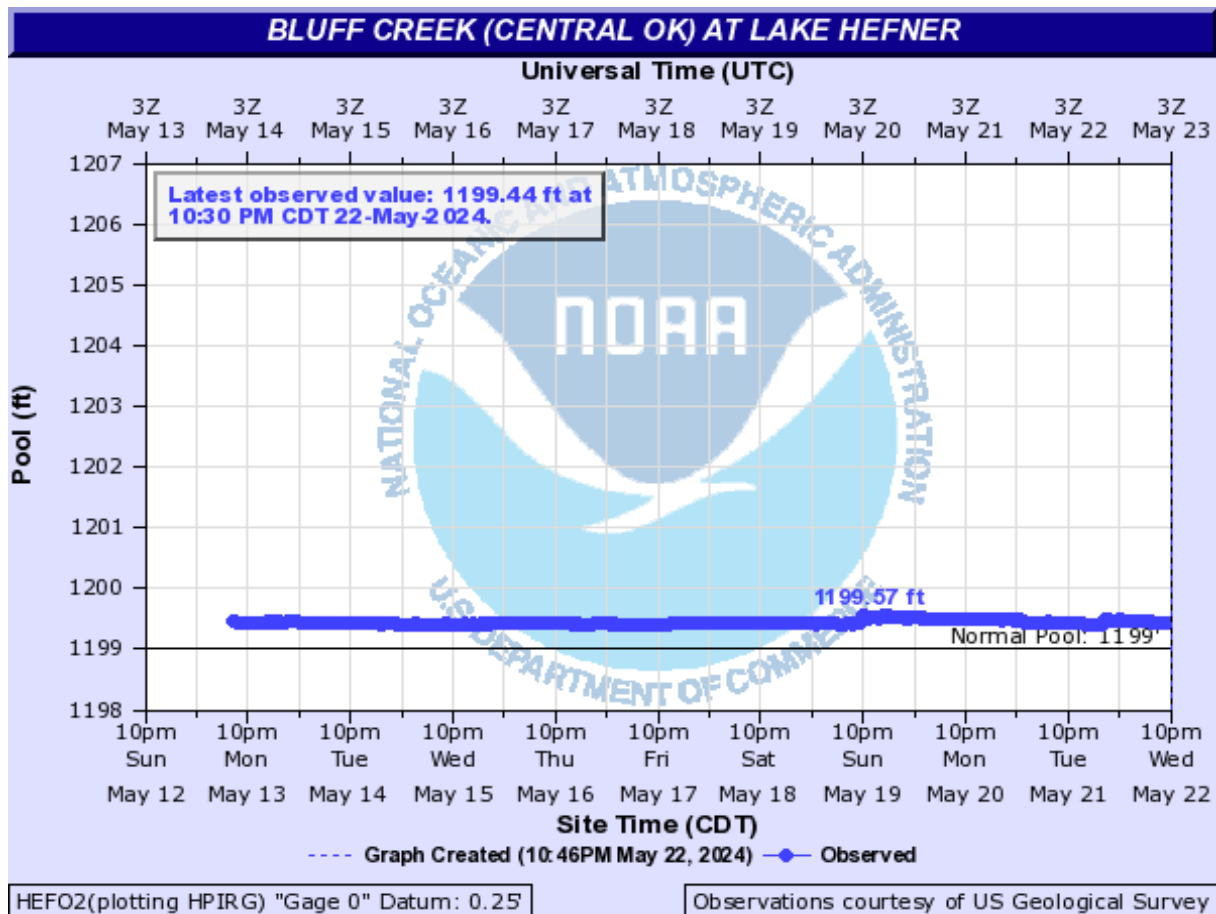 BLUFF CREEK (CENTRAL OK) AT LAKE HEFNER
Universal Time (UTC)
3Z 3Z 3Z 3Z 3Z 3Z 3Z 3Z 3Z 3Z 3Z
May 13 May 14 May 15 May 16 May 17 May 18 May 19 May 20 May 21 May 22 May 23
Latest observed value: 1199.44 ft at
10:30 PM CDT 22-May-2024.
NATIONAL OCEANIC AND ATMOSPHERIC ADMINISTRATION
NOAA
U.S. DEPARTMENT OF COMMERCE
Pool (ft)
1207
1206
1205
1204
1203
1202
1201
1200
1199
1198
1199.57 ft
Normal Pool: 1199'
10pm 10pm 10pm 10pm 10pm 10pm 10pm 10pm 10pm 10pm 10pm
Sun Mon Tue Wed Thu Fri Sat Sun Mon Tue Wed
May 12 May 13 May 14 May 15 May 16 May 17 May 18 May 19 May 20 May 21 May 22
Site Time (CDT)
---- Graph Created (10:46PM May 22, 2024) Observed
HEFO2(plotting HPIRG) "Gage 0" Datum: 0.25'
Observations courtesy of US Geological Survey